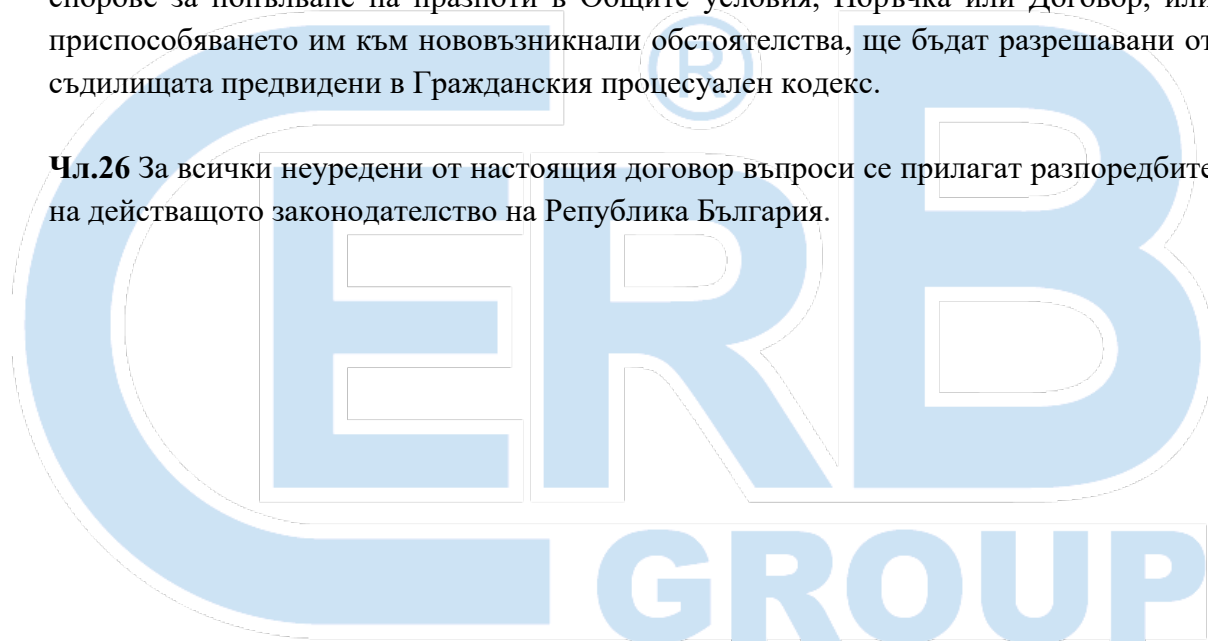 спорове за попълване на празноти в Общите условия, Поръчка или Договор, или
приспособяването им към нововъзникнали обстоятелства, ще бъдат разрешавани от
съдилищата предвидени в Гражданския процесуален кодекс.
Чл.26 За всички неуредени от настоящия договор въпроси се прилагат разпоредбите
на действащото законодателство на Република България.
®
CERB
GROUP